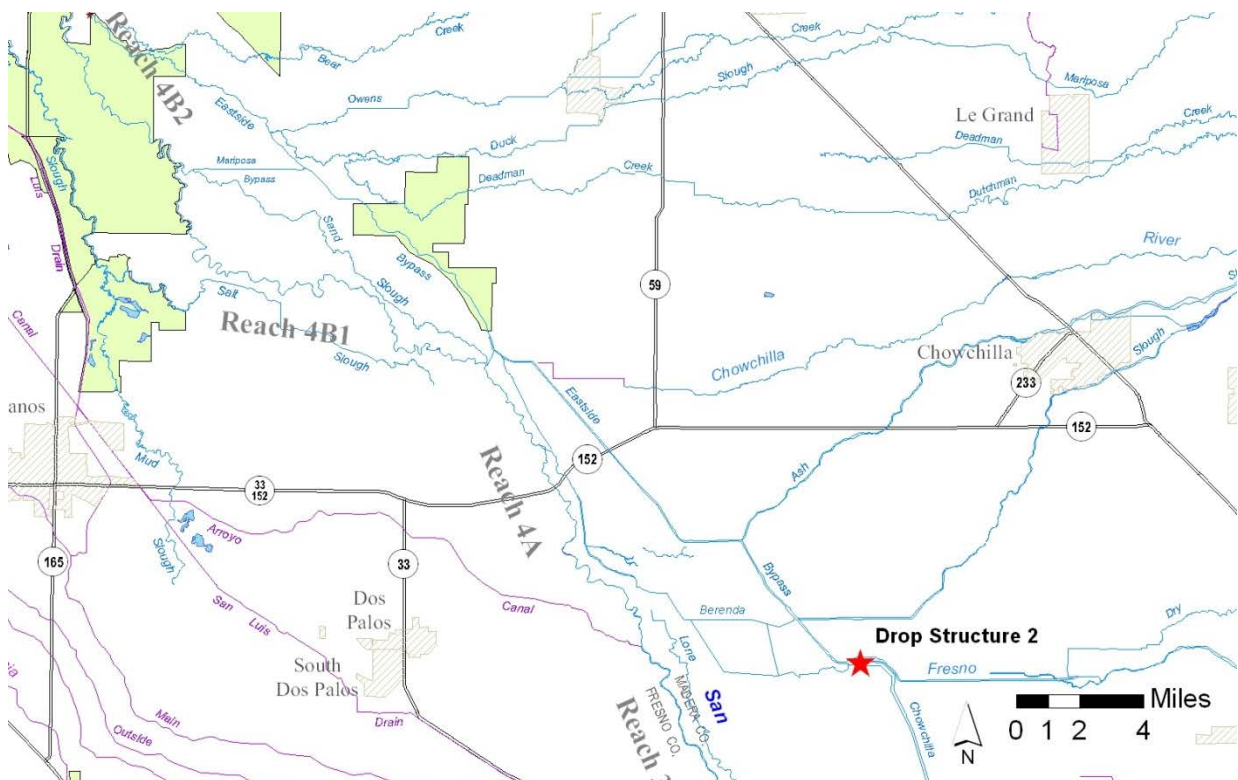 Reach 4B2
Creek
Bear
Creek
Slough
Mariposa
Le Grand
Owens
Eastside
Duck
Creek
Deadman
Creek
Mariposa
Bypass
Slough
Luis
Drain
Deadman
Creek
Dutchman
Sand
Slough
Bypass
River
59
Salt
Reach 4B1
Slough
Canal
Chowchilla
Chowchilla
Slough
233
Eastside
anos
152
152
Reach 4A
Ash
Mud
33
152
Arroyo
Slough
165
33
Bypass
San
Luis
Canal
Dos
Palos
Berenda
Dry
Drop Structure 2
Lone
South
Dos Palos
Fresno
MADERA CO.
FRESNO CO.
San
Miles
0 1 2 4
Chowchilla
Main
Drain
Outside
Reach
N